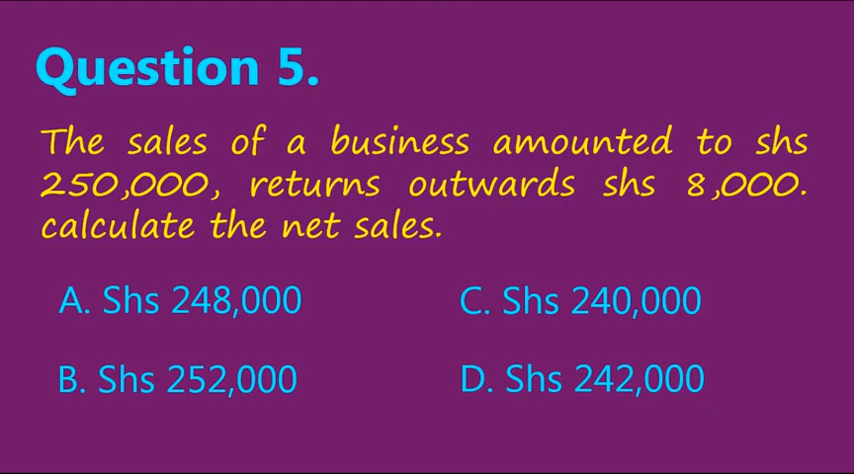 Question 5.
The sales of a business amounted to shs
250,000, returns outwards shs 8,000.
calculate the net sales.
A. Shs 248,000
C. Shs 240,000
B. Shs 252,000
D. Shs 242,000